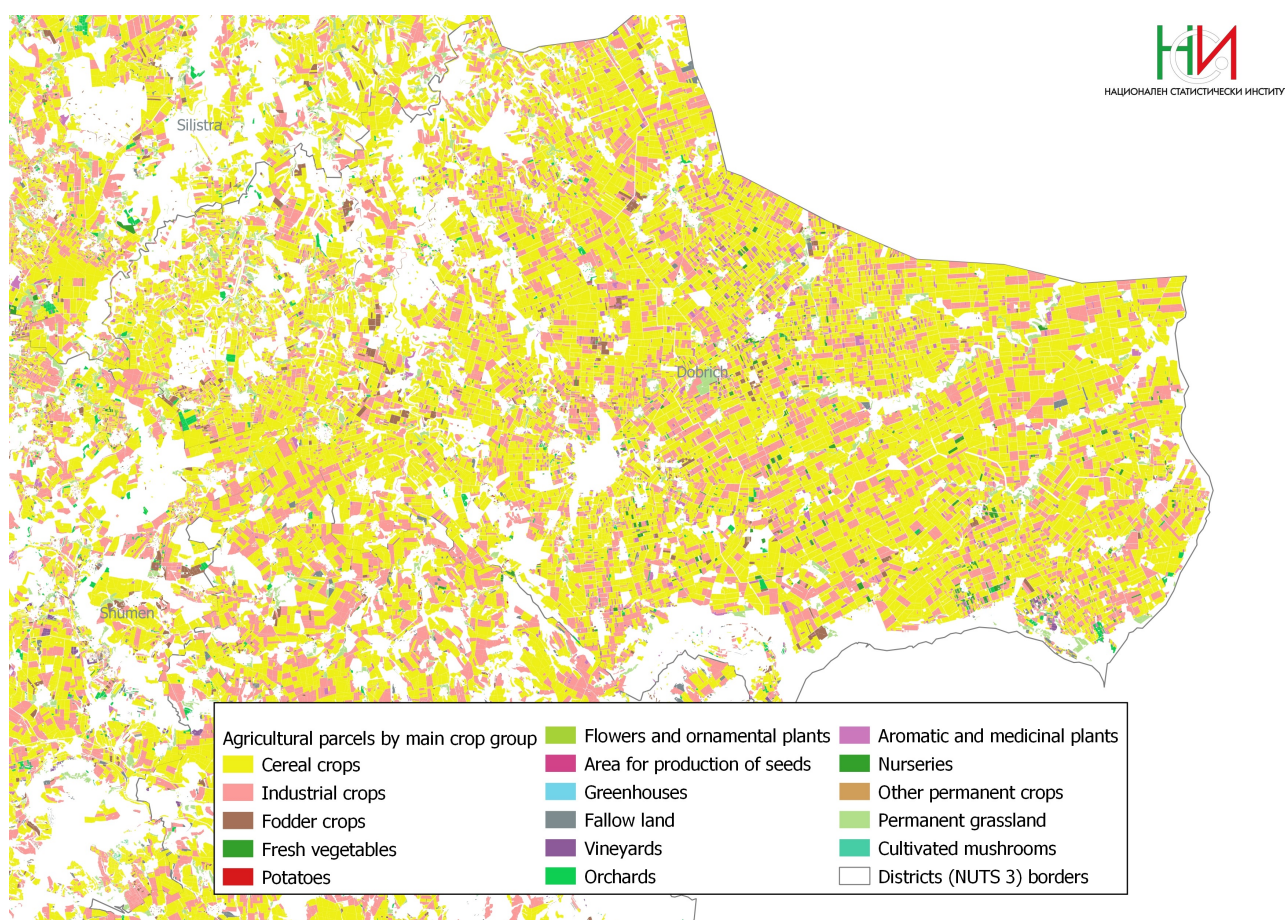 НИ
НАЦИОНАЛЕН СТАТИСТИЧЕСКИ ИНСТИТУ
Silistra
Dobrich
Shumen
Agricultural parcels by main crop group
Cereal crops
Industrial crops
Fodder crops
Fresh vegetables
Potatoes
Flowers and ornamental plants
Area for production of seeds
Greenhouses
Fallow land
Vineyards
Orchards
Aromatic and medicinal plants
Nurseries
Other permanent crops
Permanent grassland
Cultivated mushrooms
Districts (NUTS 3) borders